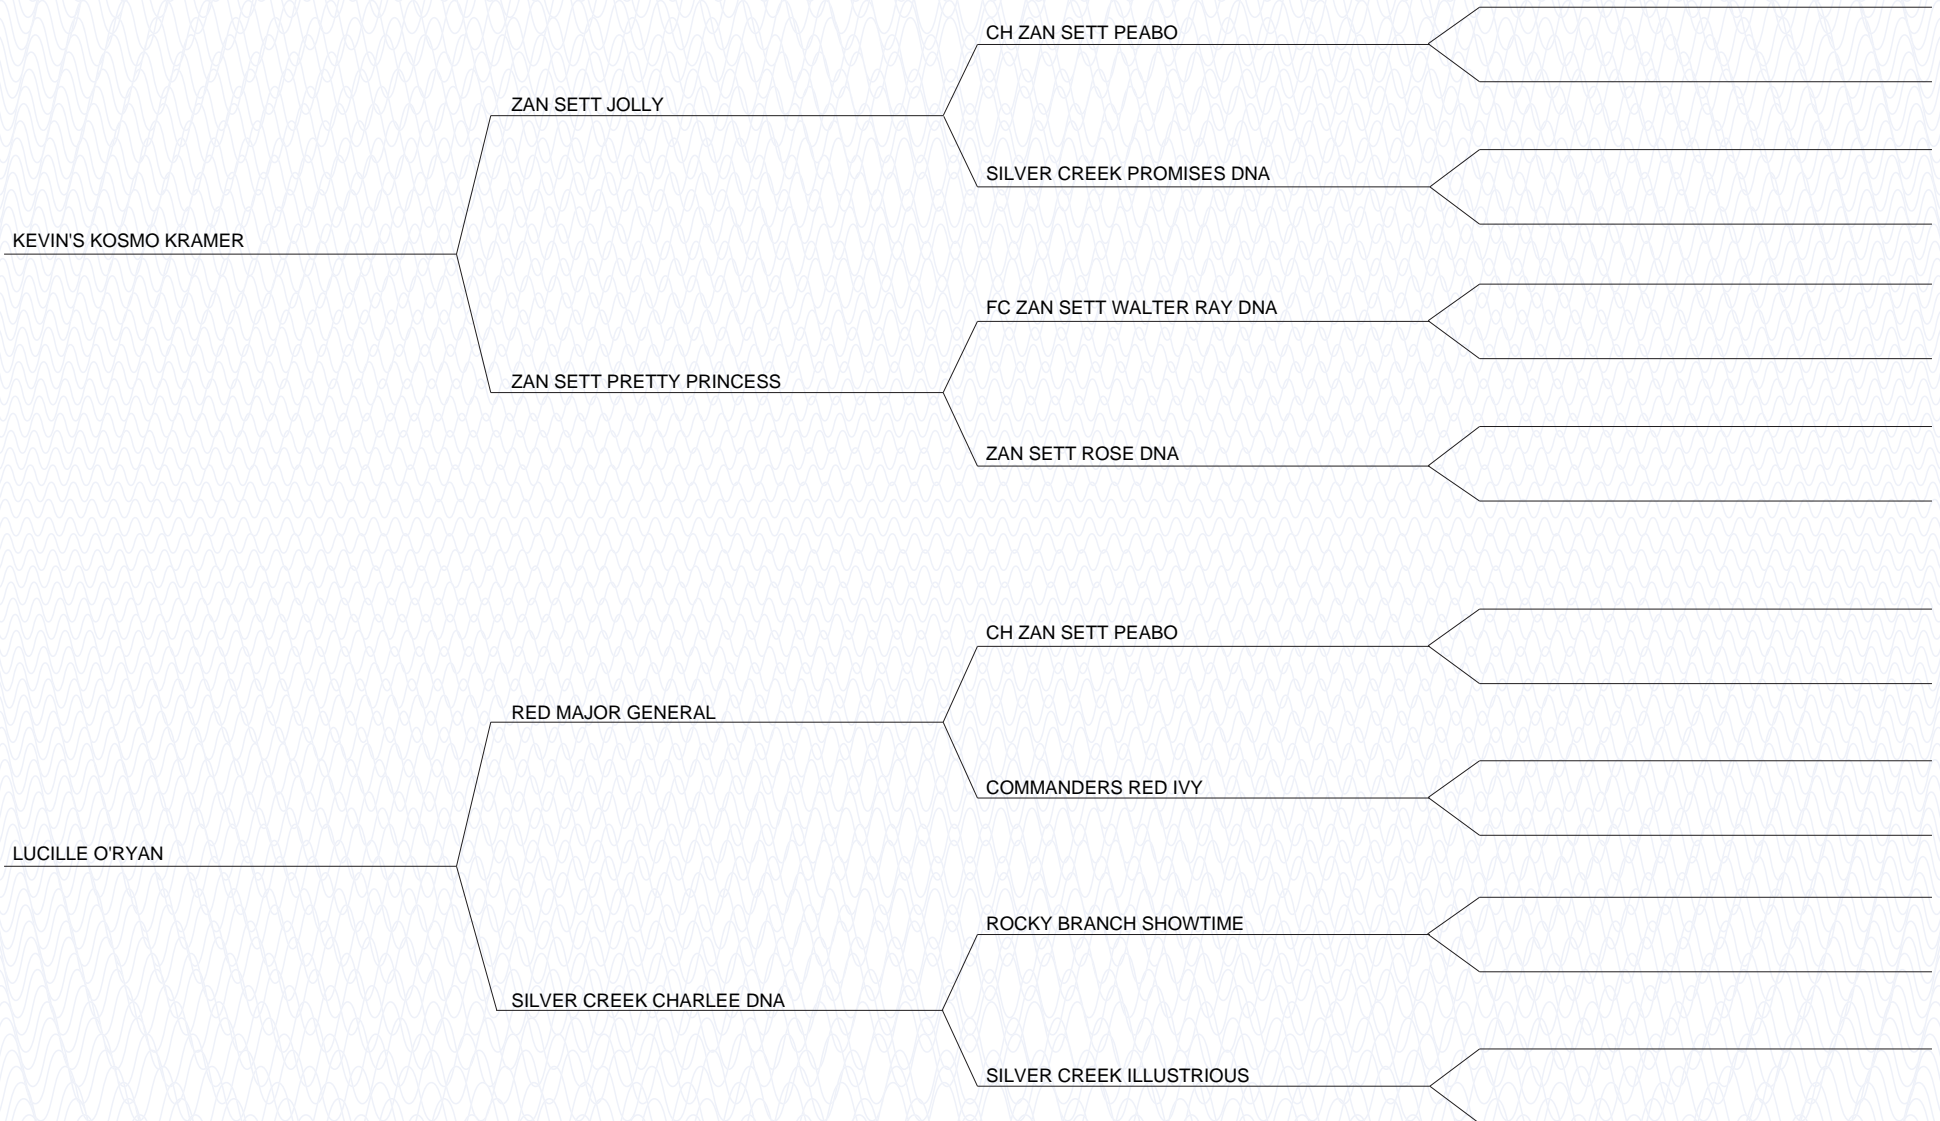 CH ZAN SETT PEABO
ZAN SETT JOLLY
SILVER CREEK PROMISES DNA
KEVIN'S KOSMO KRAMER
FC ZAN SETT WALTER RAY DNA
ZAN SETT PRETTY PRINCESS
ZAN SETT ROSE DNA
CH ZAN SETT PEABO
RED MAJOR GENERAL
COMMANDERS RED IVY
LUCILLE O'RYAN
ROCKY BRANCH SHOWTIME
SILVER CREEK CHARLEE DNA
SILVER CREEK ILLUSTRIOUS